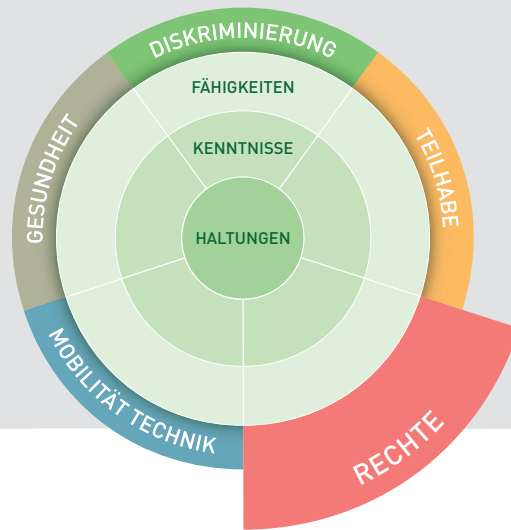 DISKRIMINIERUNG
FÄHIGKEITEN
KENNTNISSE
HALTUNGEN
GESUNDHEIT
TEILHABE
MOBILITÄT TECHNIK
RECHTE